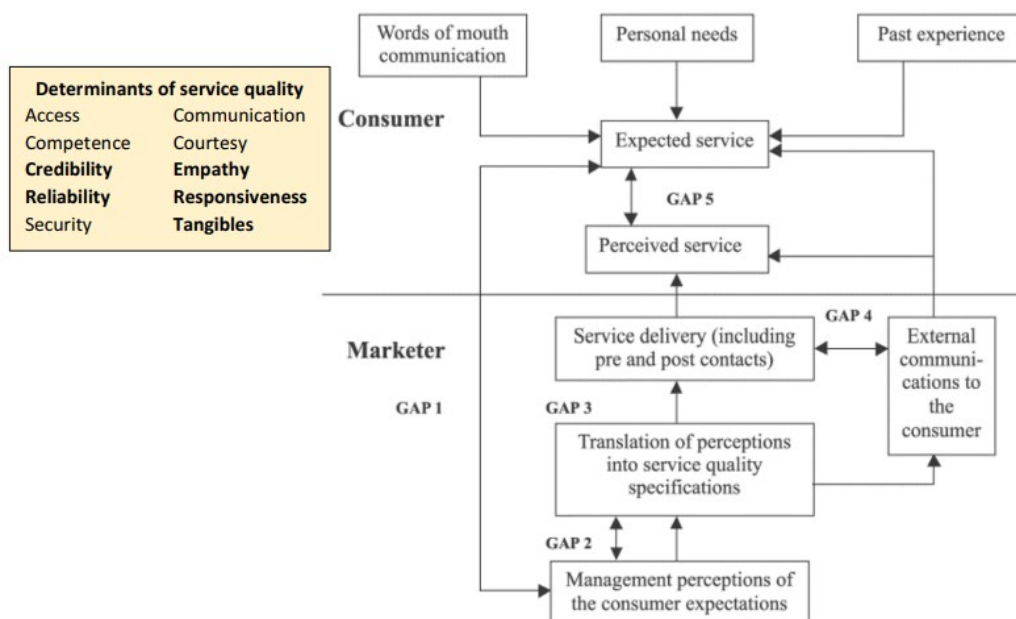 Words of mouth
communication
Personal needs
Past experience
Determinants of service quality
Access Communication
Competence Courtesy
Credibility Empathy
Reliability Responsiveness
Security Tangibles
Consumer
Expected service
GAP 5
Perceived service
Marketer
Service delivery (including
pre and post contacts)
GAP 4
External
communi-
cations to
the
consumer
GAP 1
GAP 3
Translation of perceptions
into service quality
specifications
GAP 2
Management perceptions of
the consumer expectations